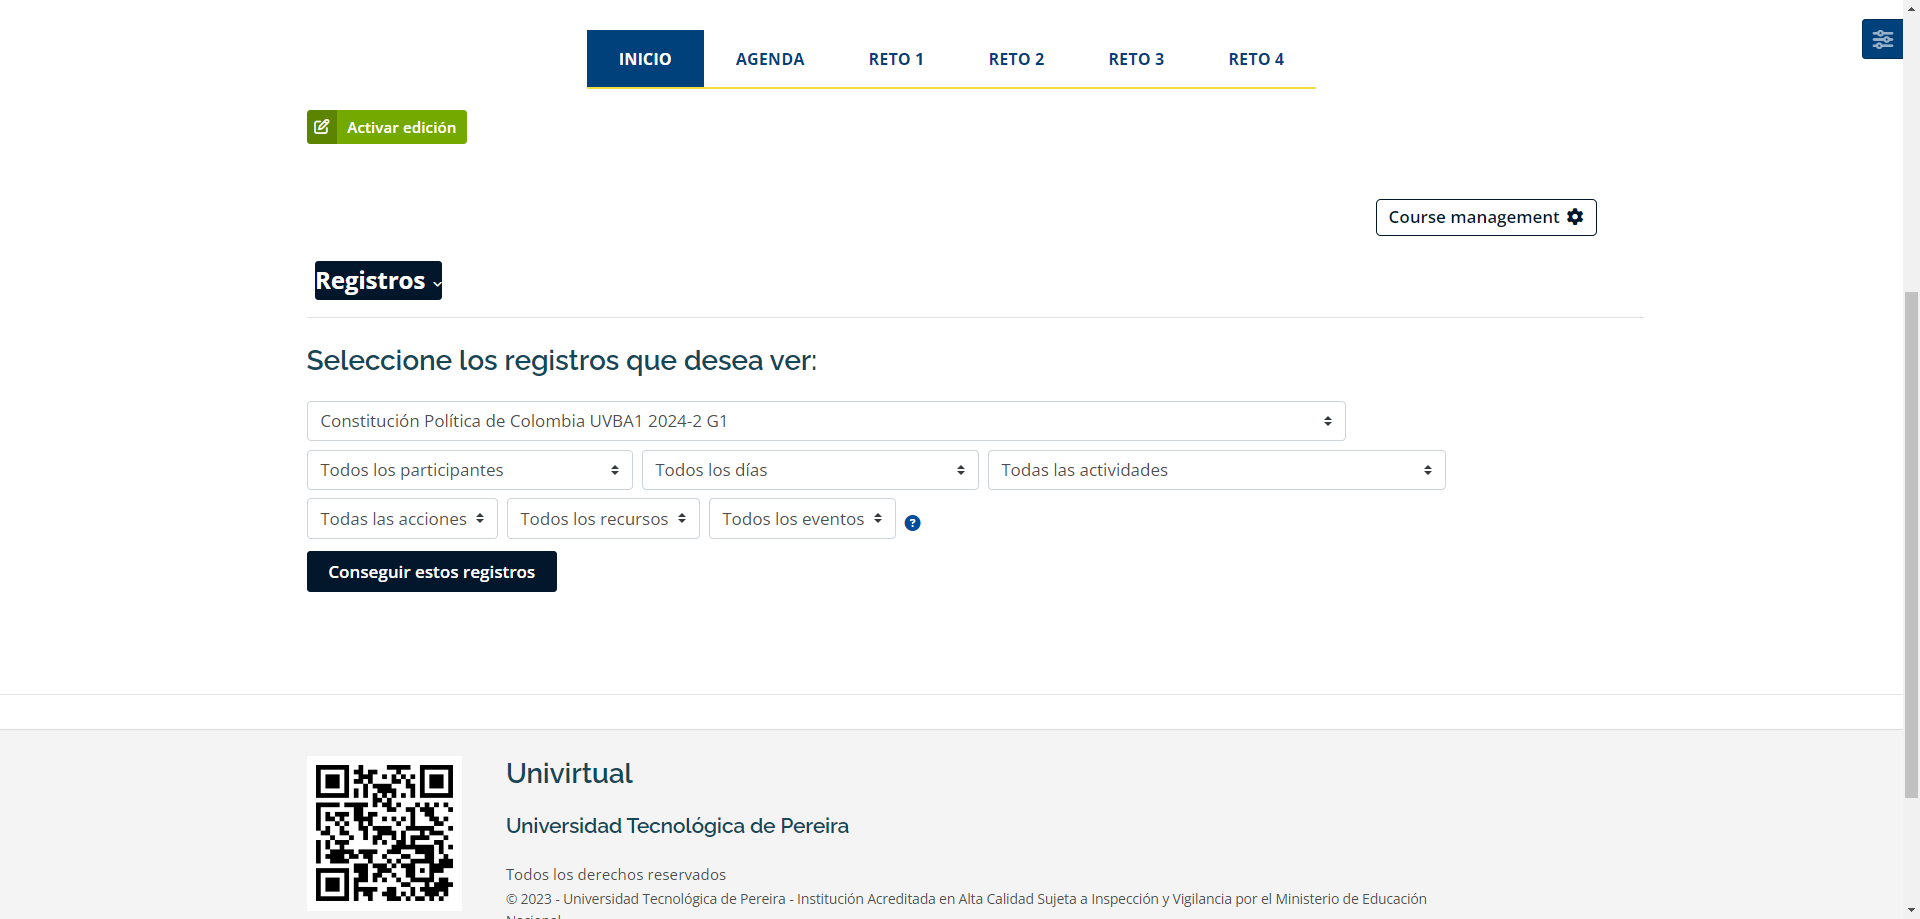 INICIO AGENDA RETO 1 RETO 2 RETO 3 RETO 4
Activar edición
Course management
Registros
Seleccione los registros que desea ver:
Constitución Política de Colombia UVBA1 2024-2 G1
Todos los participantes Todos los días Todas las actividades
Todas las acciones Todos los recursos Todos los eventos ?
Conseguir estos registros
Univirtual
Universidad Tecnológica de Pereira
Todos los derechos reservados
© 2023 - Universidad Tecnológica de Pereira - Institución Acreditada en Alta Calidad Sujeta a Inspección y Vigilancia por el Ministerio de Educación
Nacional